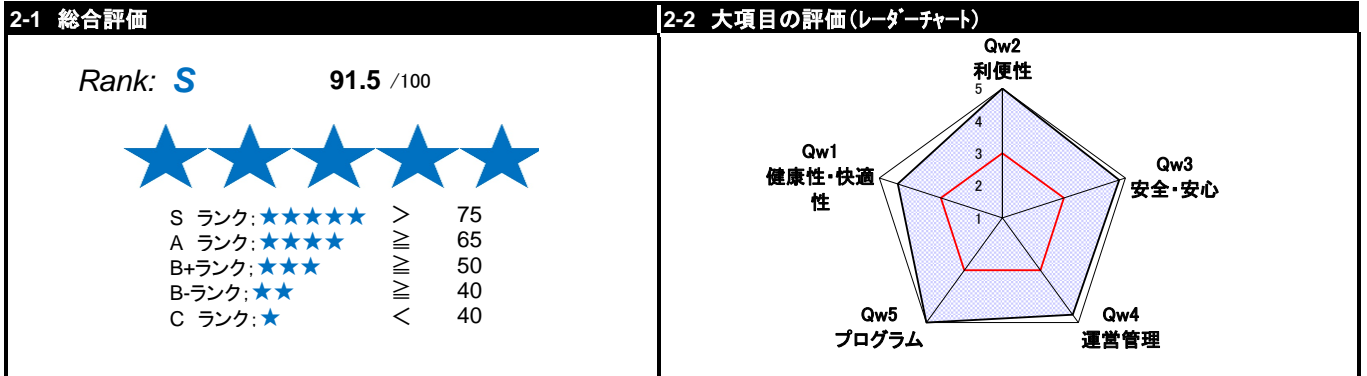 2-1 総合評価
Rank: S 91.5 /100
S ランク;★★★★★ > 75
A ランク;★★★★ ≧ 65
B+ランク;★★★ ≧ 50
B-ランク;★★ ≧ 40
C ランク;★ < 40
2-2 大項目の評価(レーダーチャート)
Qw2
利便性
5
4
3
2
1
Qw1
健康性・快適
性
Qw3
安全・安心
Qw5
プログラム
Qw4
運営管理